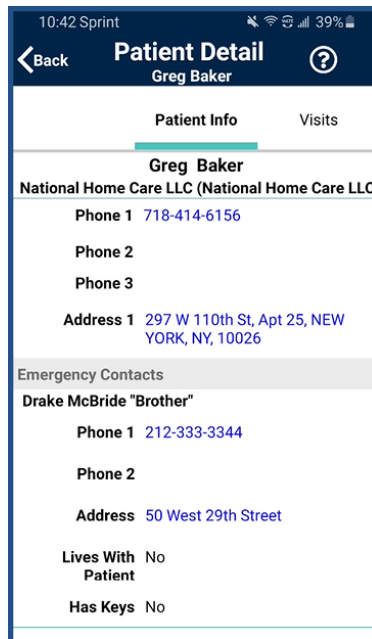 10:42 Sprint 39%
Back Patient Detail ?
Greg Baker
Patient Info Visits
Greg Baker
National Home Care LLC (National Home Care LLC
Phone 1 718-414-6156
Phone 2
Phone 3
Address 1 297 W 110th St, Apt 25, NEW
YORK, NY, 10026
Emergency Contacts
Drake McBride "Brother"
Phone 1 212-333-3344
Phone 2
Address 50 West 29th Street
Lives With No
Patient
Has Keys No